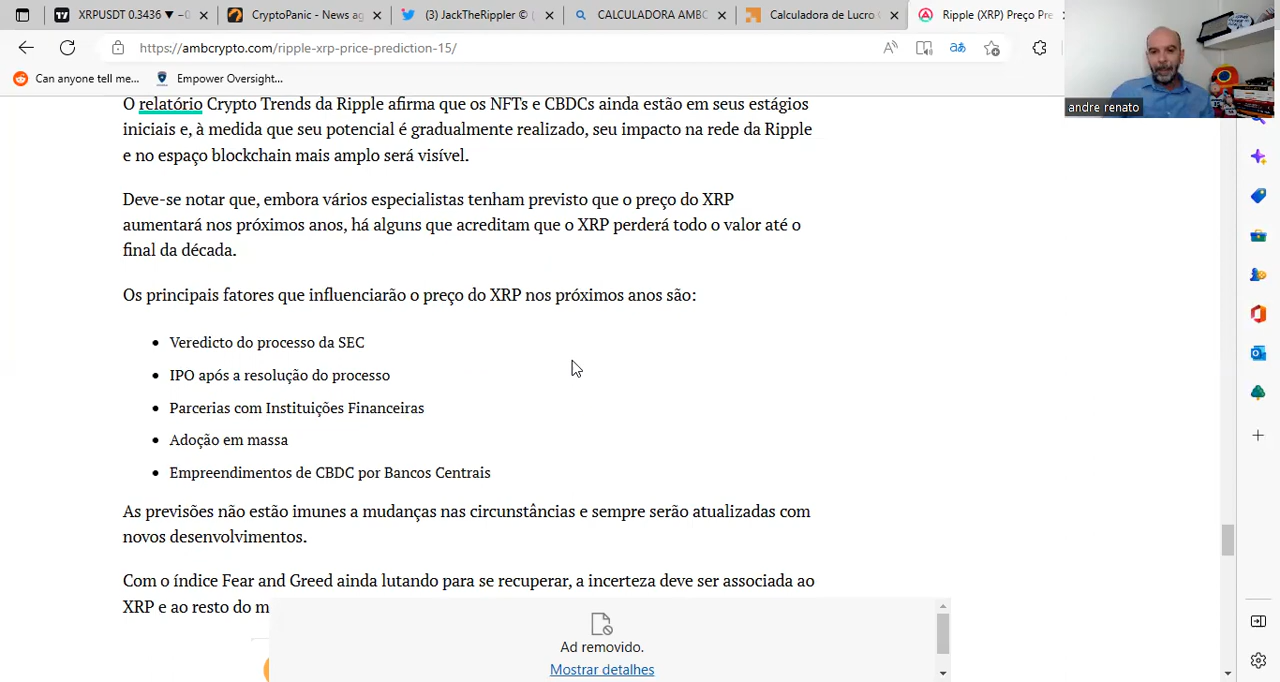 XRPUSDT 0.3436 ▼ −0
CryptoPanic - News ag
(3) JackTheRippler ©
CALCULADORA AMBC
Calculadora de Lucro
Ripple (XRP) Preço Pre
https://ambcrypto.com/ripple-xrp-price-prediction-15/
Can anyone tell me...
Empower Oversight...
andre renato
O relatório Crypto Trends da Ripple afirma que os NFTs e CBDCs ainda estão em seus estágios
iniciais e, à medida que seu potencial é gradualmente realizado, seu impacto na rede da Ripple
e no espaço blockchain mais amplo será visível.
Deve-se notar que, embora vários especialistas tenham previsto que o preço do XRP
aumentará nos próximos anos, há alguns que acreditam que o XRP perderá todo o valor até o
final da década.
Os principais fatores que influenciarão o preço do XRP nos próximos anos são:
• Veredicto do processo da SEC
• IPO após a resolução do processo
• Parcerias com Instituições Financeiras
• Adoção em massa
• Empreendimentos de CBDC por Bancos Centrais
As previsões não estão imunes a mudanças nas circunstâncias e sempre serão atualizadas com
novos desenvolvimentos.
Com o índice Fear and Greed ainda lutando para se recuperar, a incerteza deve ser associada ao
XRP e ao resto do m
Ad removido.
Mostrar detalhes